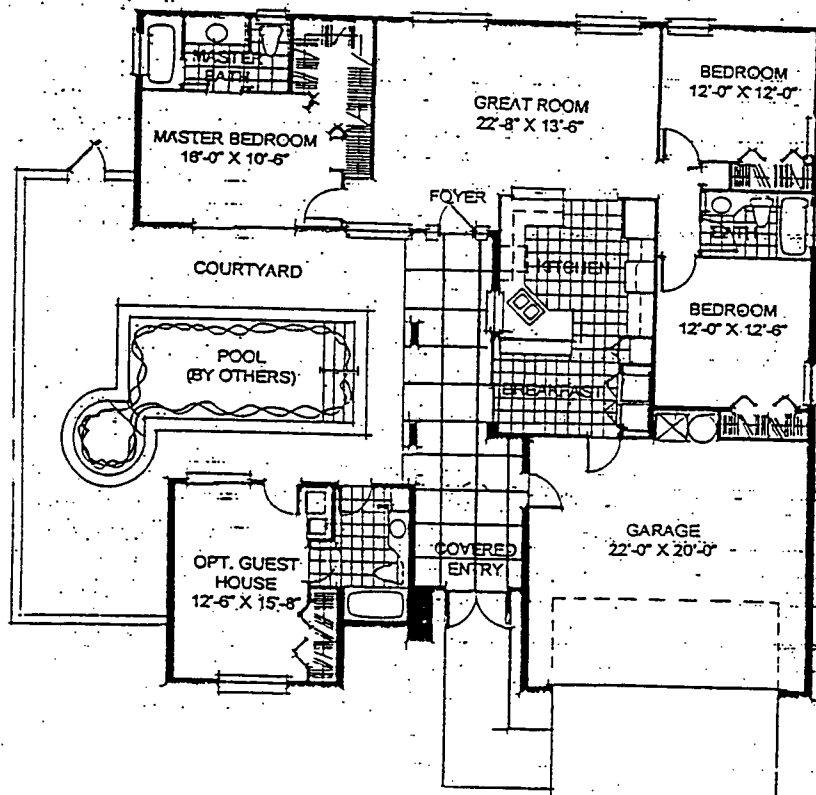 MASTER
BATH
BEDROOM
12'-0" X 12'-0"
GREAT ROOM
22'-8" X 13'-6"
MASTER BEDROOM
16'-0" X 10'-6"
FOYER
BATH
COURTYARD
KITCHEN
BEDROOM
12'-0" X 12'-6"
POOL
(BY OTHERS)
BREAKFAST
GARAGE
22'-0" X 20'-0"
COVERED
ENTRY
OPT. GUEST
HOUSE
12'-6" X 15'-8"